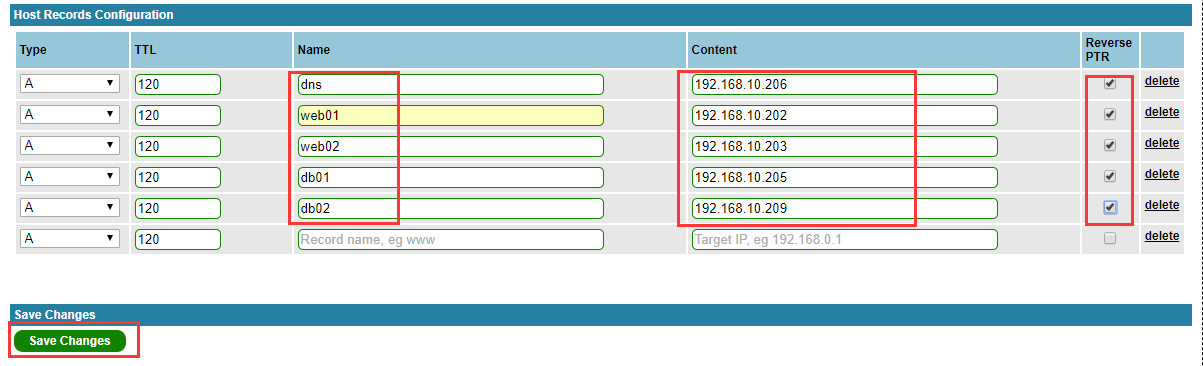 Host Records Configuration
Type TTL Name Content Reverse PTR
A 120 dns 192.168.10.206 delete
A 120 web01 192.168.10.202 delete
A 120 web02 192.168.10.203 delete
A 120 db01 192.168.10.205 delete
A 120 db02 192.168.10.209 delete
A 120 Record name, eg www Target IP, eg 192.168.0.1 delete
Save Changes
Save Changes